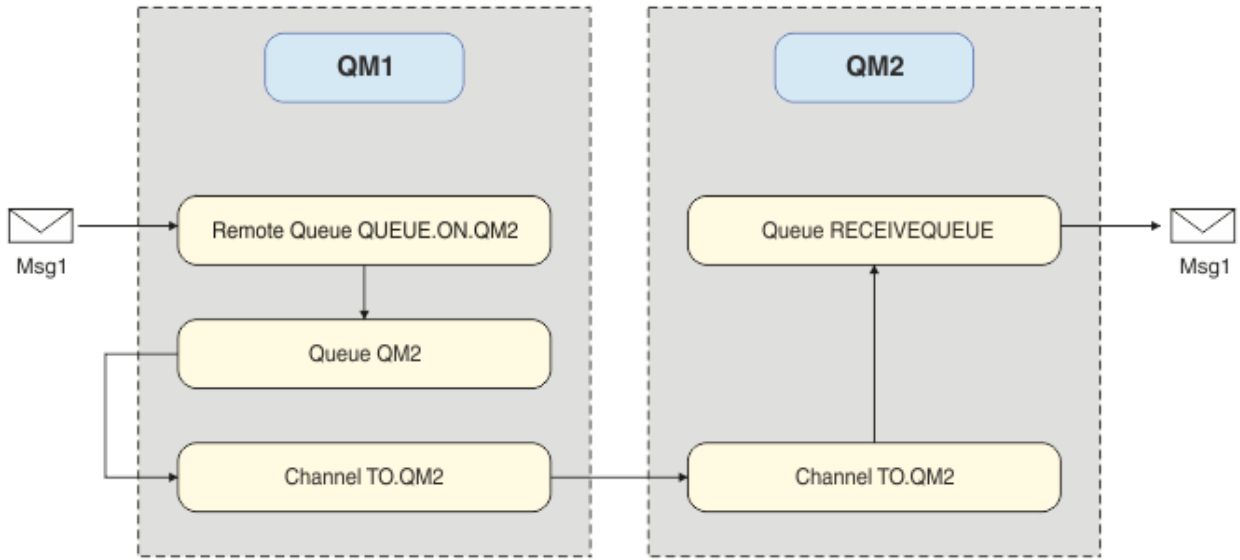 QM1
QM2
Remote Queue QUEUE.ON.QM2
Queue RECEIVEQUEUE
Msg1
Msg1
Queue QM2
Channel TO.QM2
Channel TO.QM2